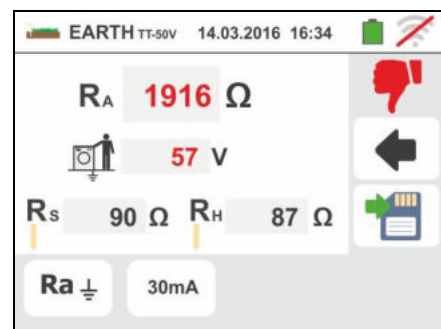 EARTH TT-50V 14.03.2016 16:34
RA 1916 Ω
57 V
RS 90 Ω RH 87 Ω
Ra 30mA